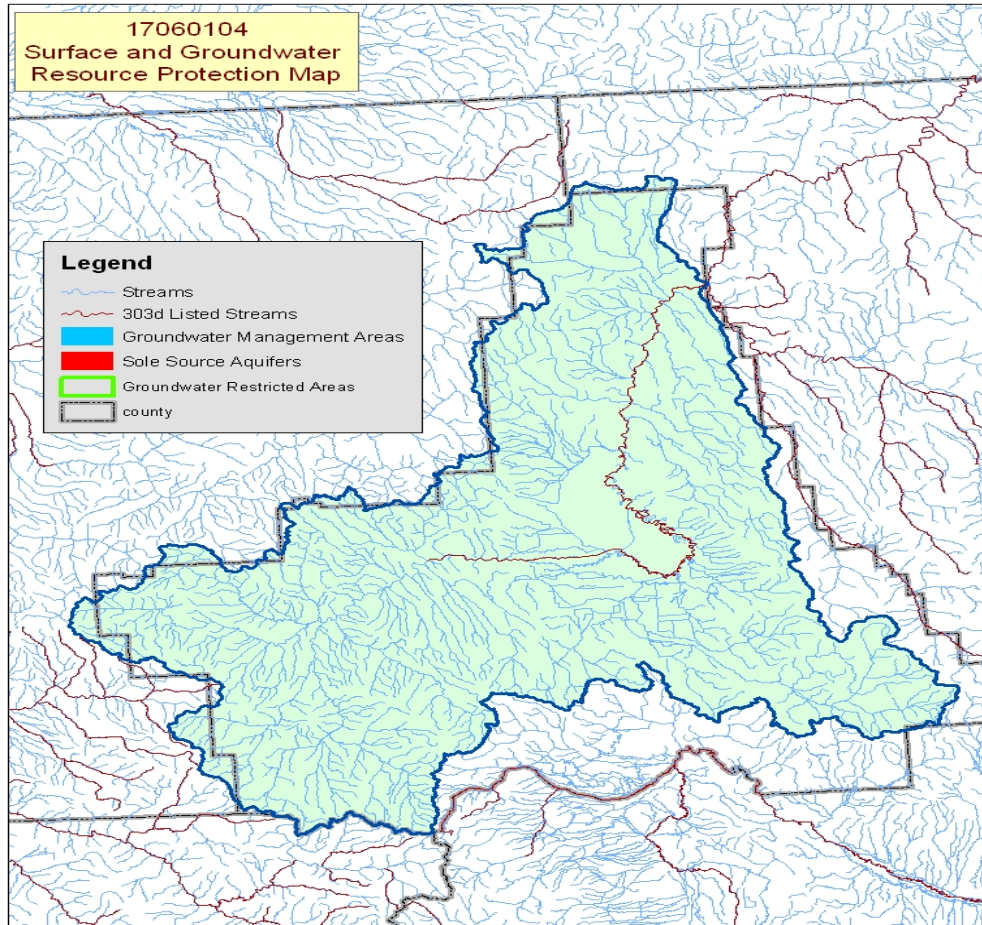 17060104
Surface and Groundwater
Resource Protection Map
Legend
Streams
303d Listed Streams
Groundwater Management Areas
Sole Source Aquifers
Groundwater Restricted Areas
county